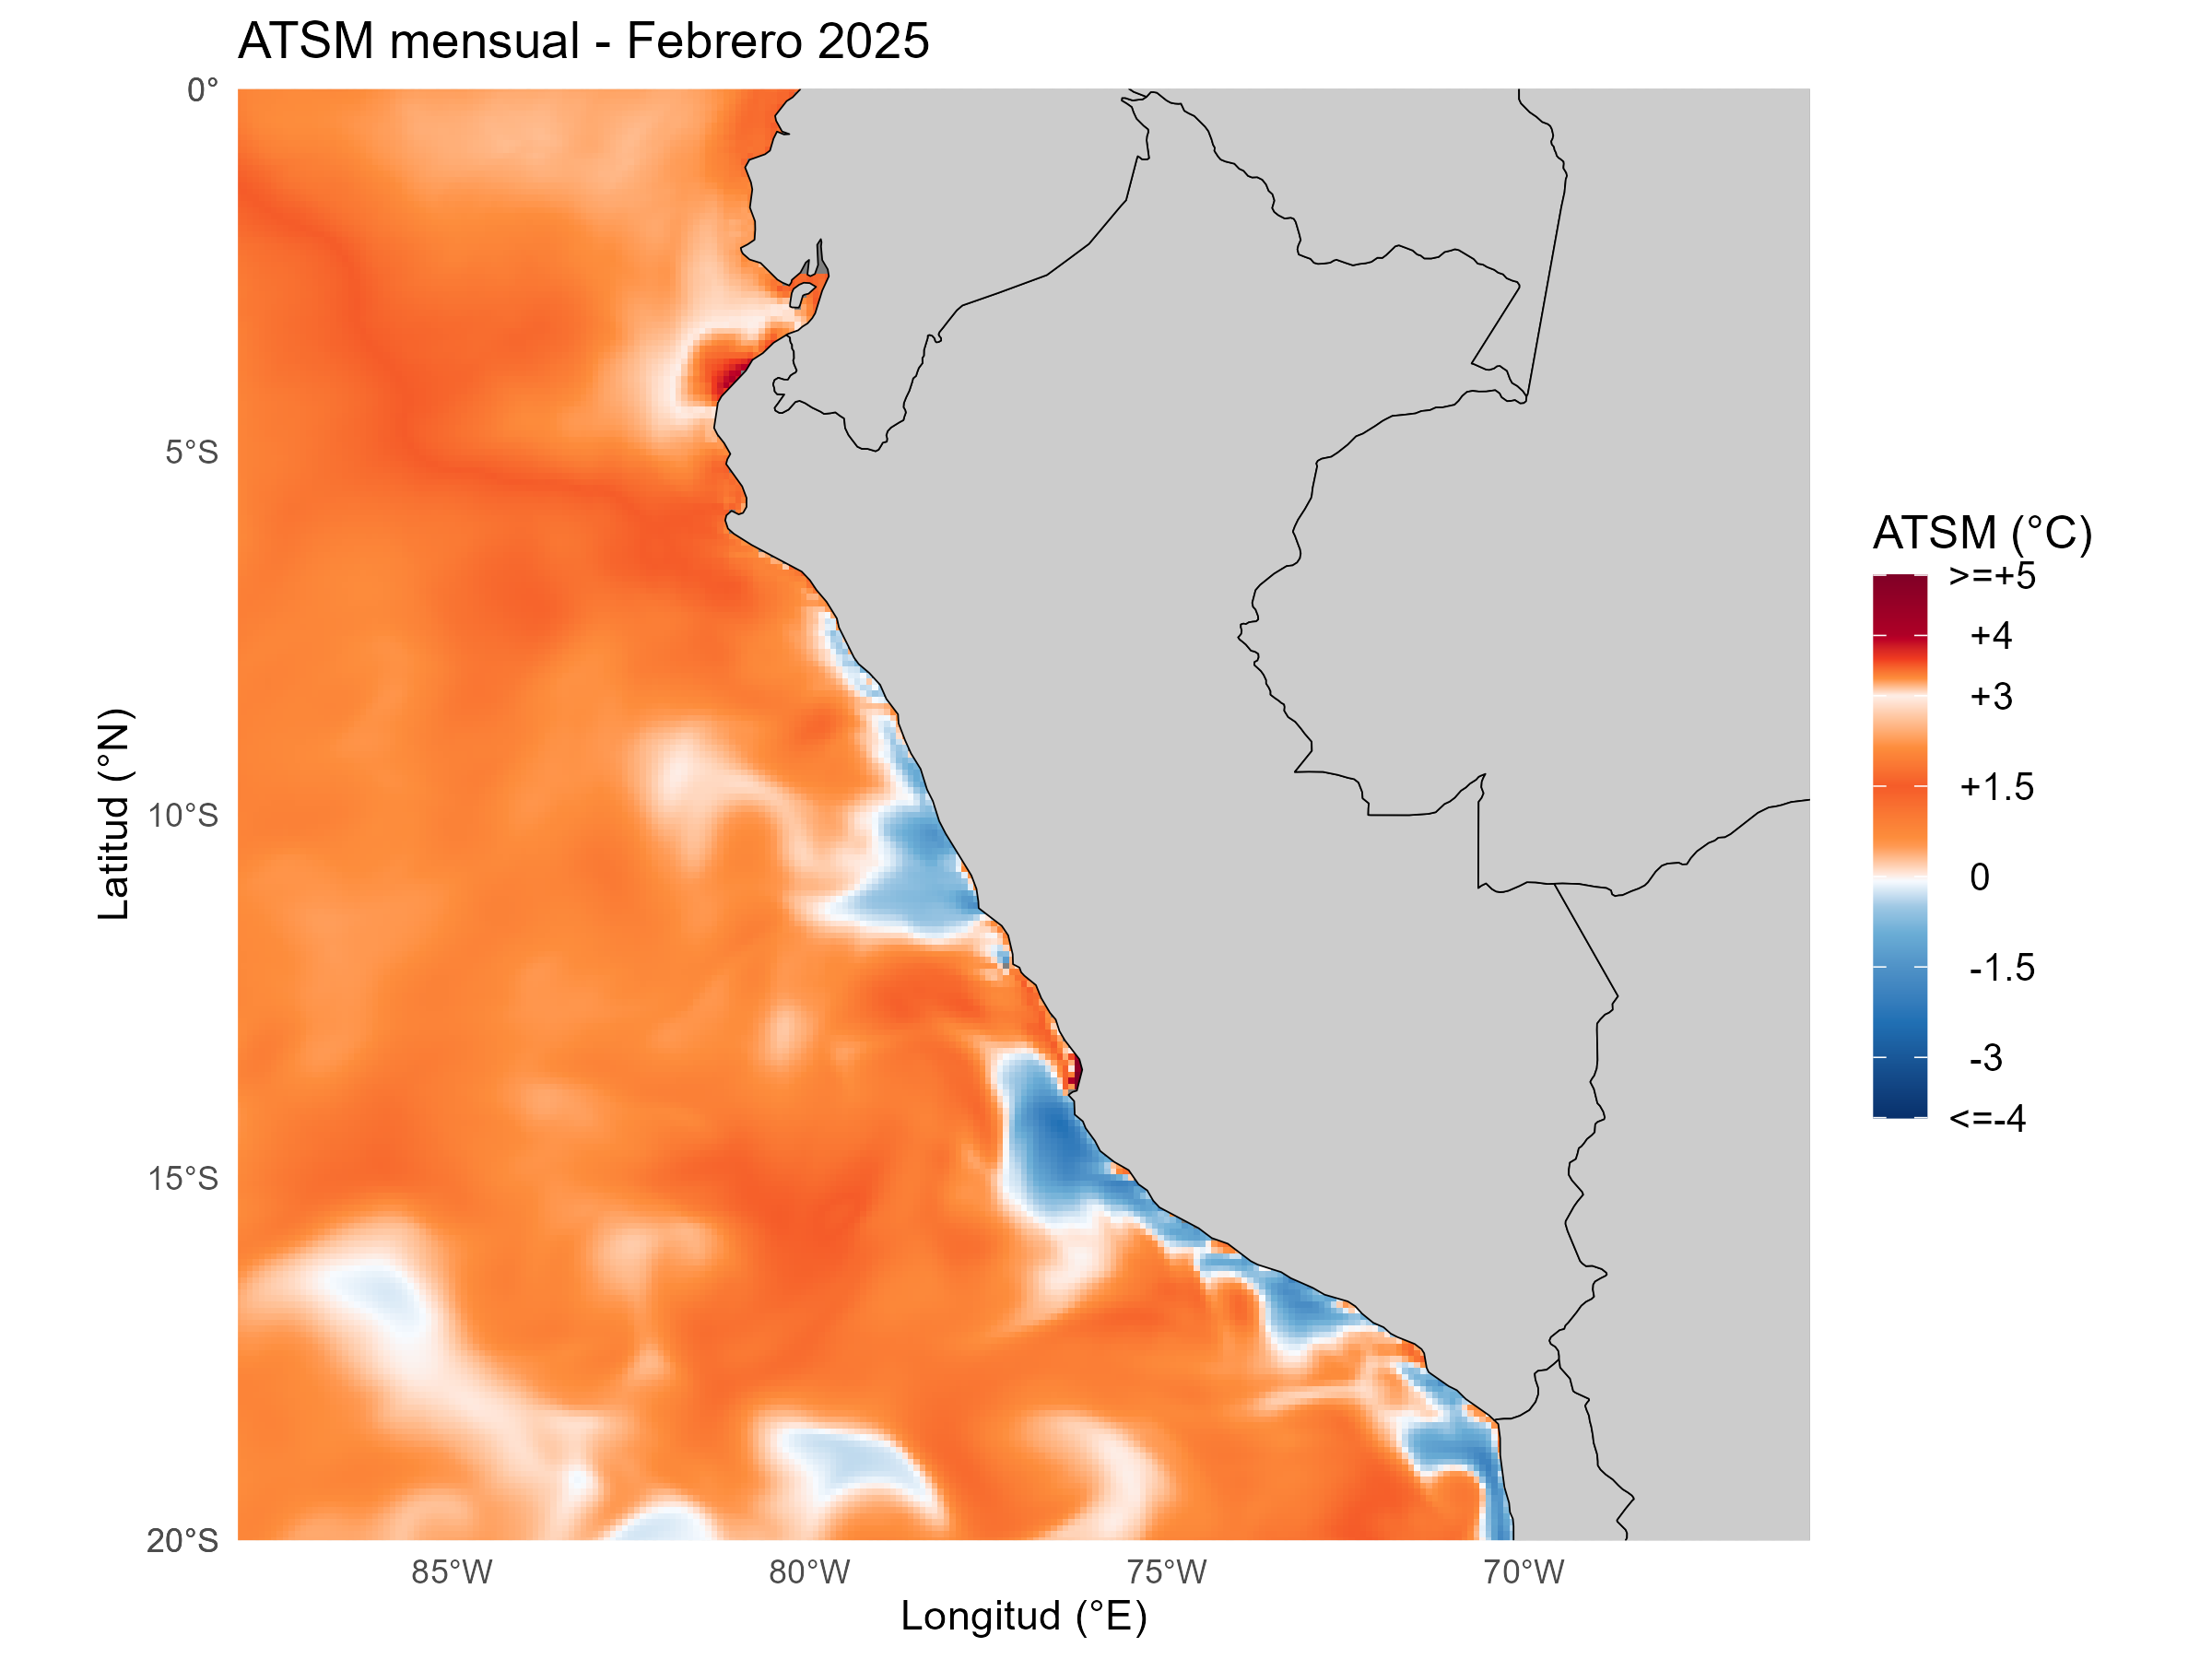 ATSM mensual - Febrero 2025
0°
5°S
10°S
15°S
20°S
Latitud (°N)
85°W
80°W
75°W
70°W
Longitud (°E)
ATSM (°C)
>=+5
+4
+3
+1.5
0
-1.5
-3
<=-4